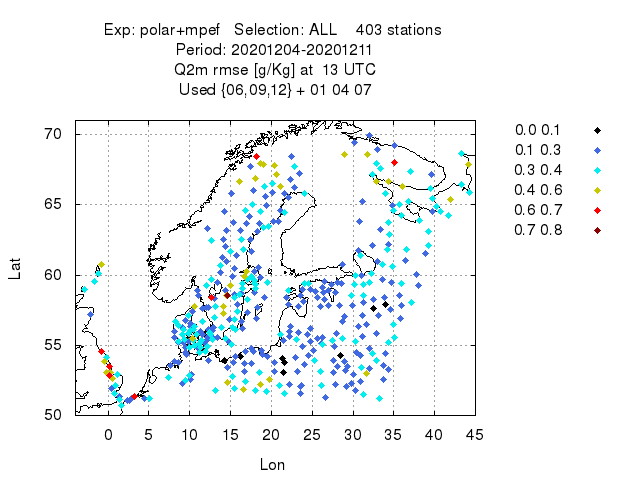 Exp: polar+mpef Selection: ALL 403 stations
Period: 20201204-20201211
Q2m rmse [g/Kg] at 13 UTC
Used {06,09,12} + 01 04 07
70
65
60
55
50
0 5 10 15 20 25 30 35 40 45
Lat
Lon
0.0 0.1
0.1 0.3
0.3 0.4
0.4 0.6
0.6 0.7
0.7 0.8